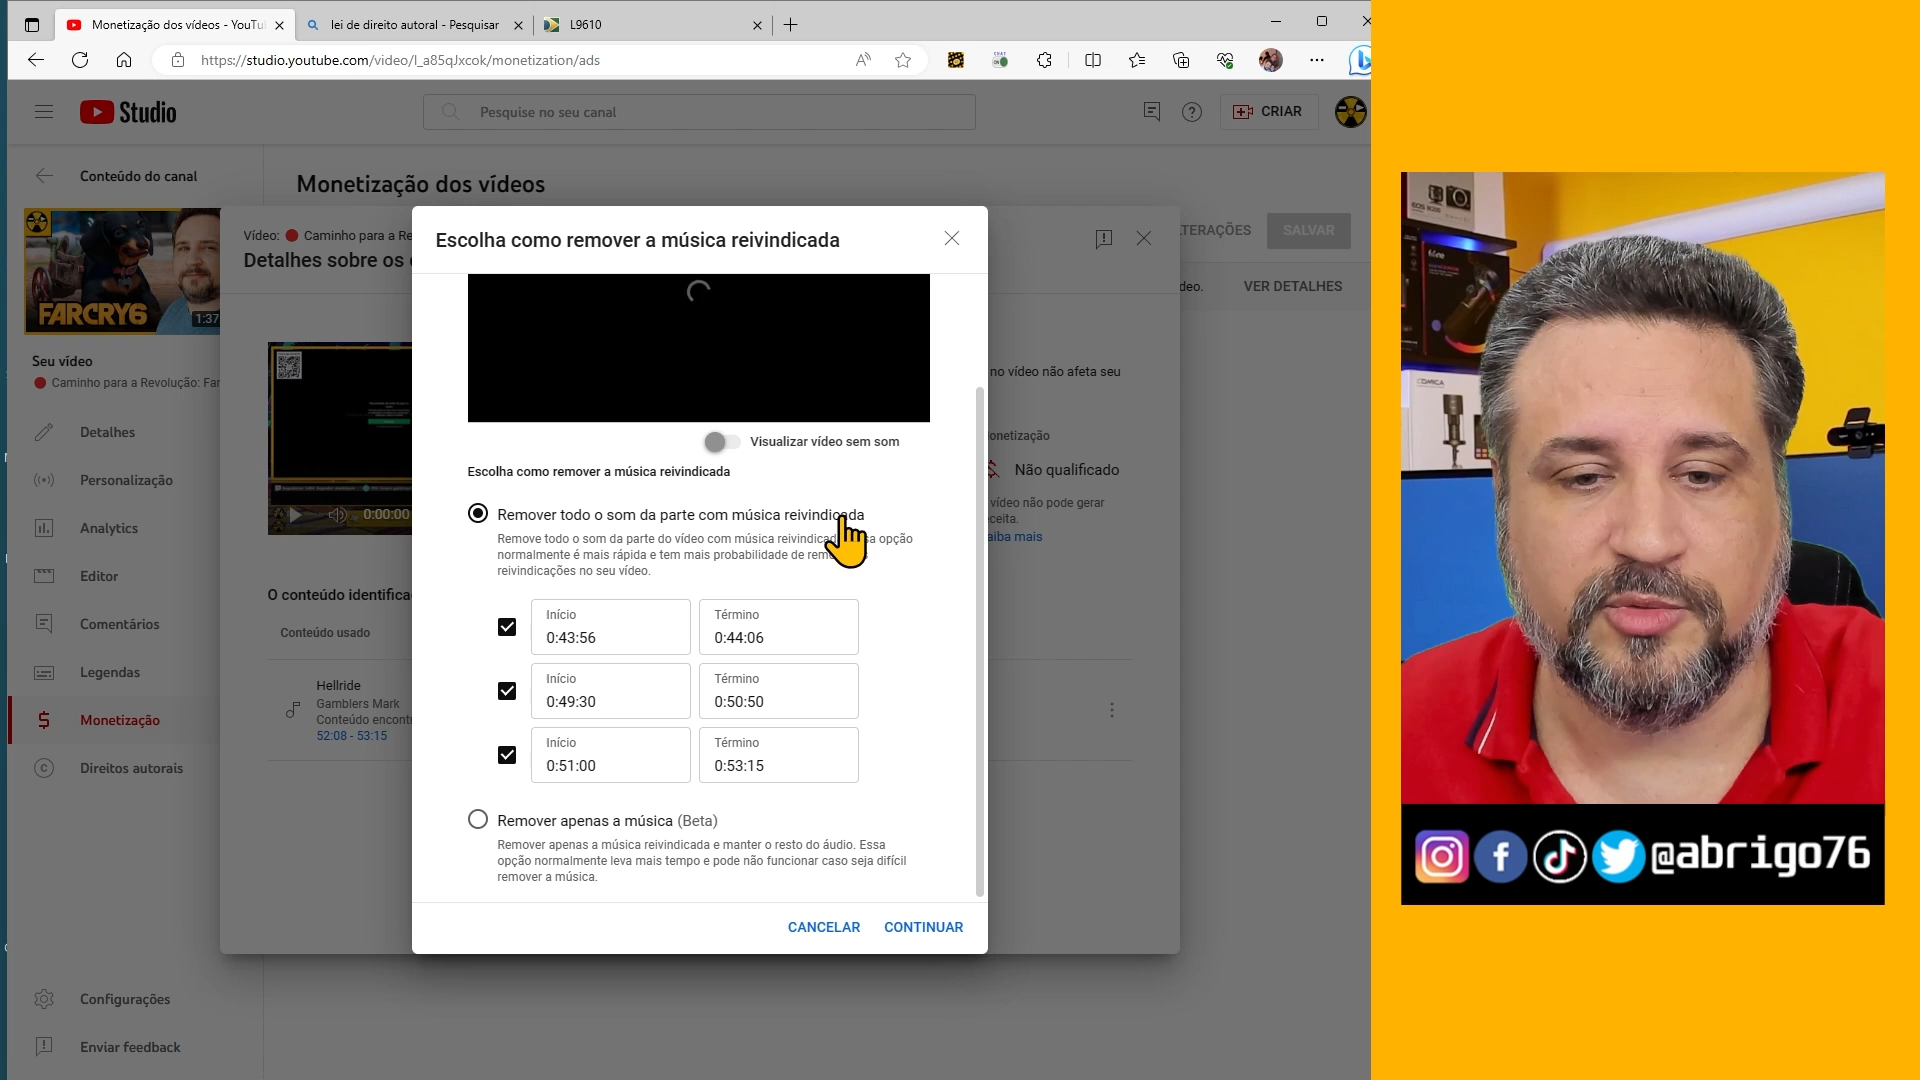 Monetização dos vídeos - YouTu
lei de direito autoral - Pesquisar
L9610
https://studio.youtube.com/video/l_a85qJxcok/monetization/ads
Studio
Pesquise no seu canal
CRIAR
Conteúdo do canal
Monetização dos vídeos
FARCRY6
1:37
Seu vídeo
Caminho para a Revolução: Far
Detalhes
Personalização
Analytics
Editor
Comentários
Legendas
Monetização
Direitos autorais
Configurações
Enviar feedback
Vídeo:
Caminho para a Re
Detalhes sobre os
LTERAÇÕES
SALVAR
deo.
VER DETALHES
0:00:00
O conteúdo identifica
Conteúdo usado
Hellride
Gamblers Mark
Conteúdo encont
52:08 - 53:15
no vídeo não afeta seu
onetização
Não qualificado
vídeo não pode gerar
ceita.
aiba mais
Escolha como remover a música reivindicada
Visualizar vídeo sem som
Escolha como remover a música reivindicada
Remover todo o som da parte com música reivindicada
Remove todo o som da parte do vídeo com música reivindicad sa opção
normalmente é mais rápida e tem mais probabilidade de rem
reivindicações no seu vídeo.
Início
0:43:56
Término
0:44:06
Início
0:49:30
Término
0:50:50
Início
0:51:00
Término
0:53:15
Remover apenas a música (Beta)
Remover apenas a música reivindicada e manter o resto do áudio. Essa
opção normalmente leva mais tempo e pode não funcionar caso seja difícil
remover a música.
CANCELAR
CONTINUAR
COMICA
@abrigo76